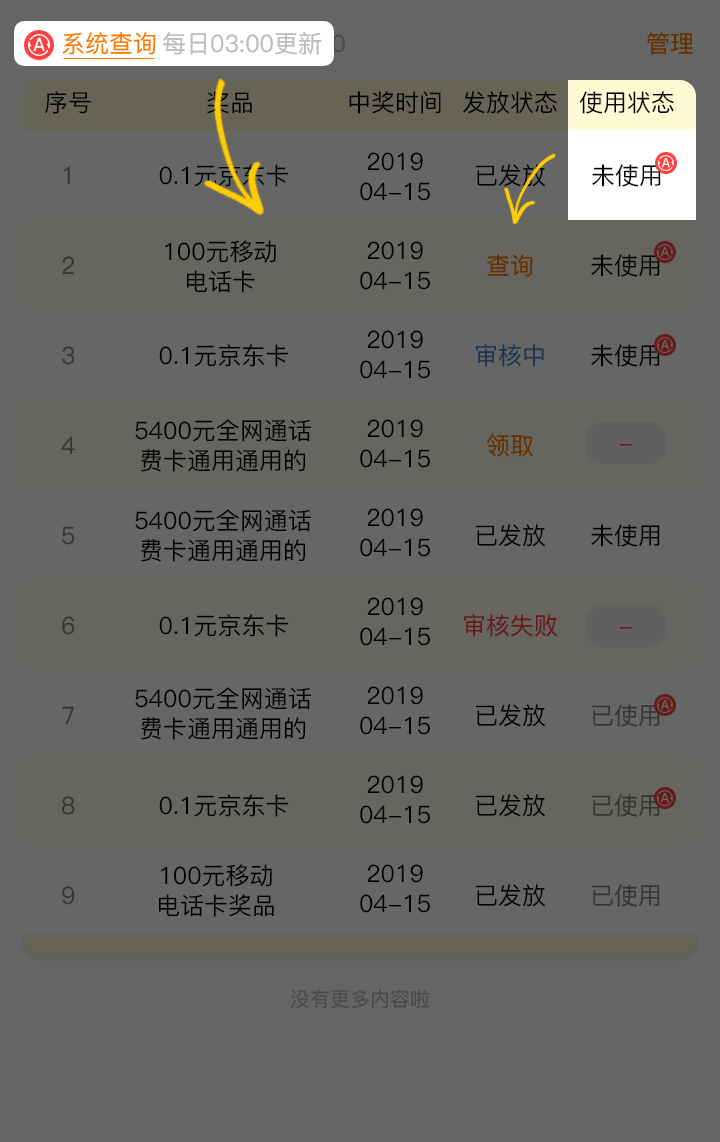 Ⓐ 系统查询 每日03:00更新 0
管理
序号 奖品 中奖时间 发放状态 使用状态
1 0.1元京东卡 2019 已发放 未使用 Ⓐ
04-15
2 100元移动 2019 查询 未使用 Ⓐ
电话卡 04-15
3 0.1元京东卡 2019 审核中 未使用 Ⓐ
04-15
4 5400元全网通话 2019 领取 –
费卡通用通用的 04-15
5 5400元全网通话 2019 已发放 未使用
费卡通用通用的 04-15
6 0.1元京东卡 2019 审核失败 –
04-15
7 5400元全网通话 2019 已发放 已使用 Ⓐ
费卡通用通用的 04-15
8 0.1元京东卡 2019 已发放 已使用 Ⓐ
04-15
9 100元移动 2019 已发放 已使用
电话卡奖品 04-15
没有更多内容啦